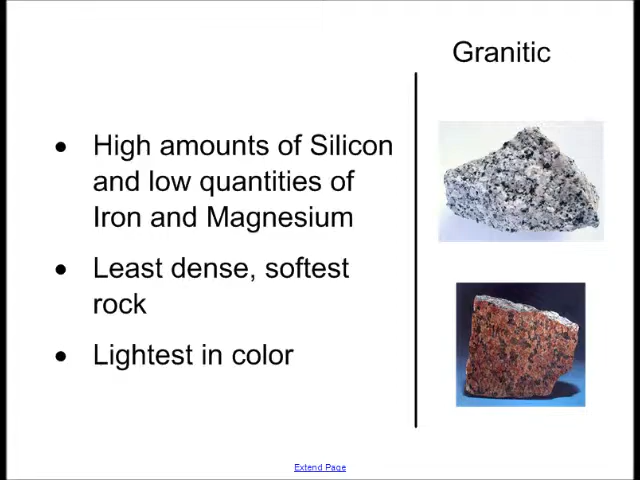 Granitic
• High amounts of Silicon
and low quantities of
Iron and Magnesium
• Least dense, softest
rock
• Lightest in color
Extend Page